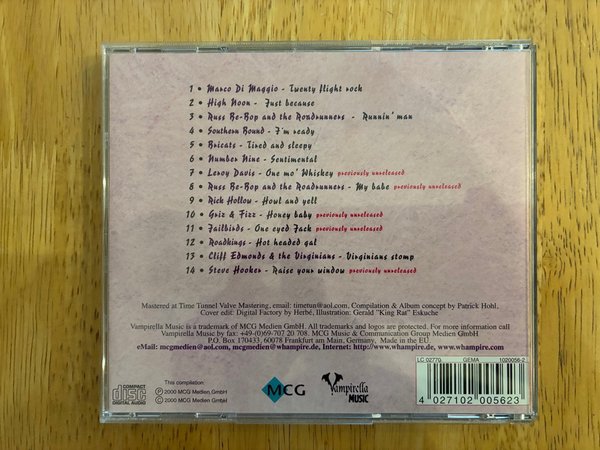 1 • Marco Di Maggio - Twenty flight rock
2 • High Noon - Just because
3 • Russ Be-Bop and the Roadrunners - Runnin' man
4 • Southern Bound - I'm ready
5 • Bricats - Tired and sleepy
6 • Number Nine - Sentimental
7 • Leroy Davis - One mo' Whiskey previously unreleased
8 • Russ Be-Bop and the Roadrunners - My babe previously unreleased
9 • Rick Hollow - Howl and yell
10 • Griz & Fizz - Honey baby previously unreleased
11 • Jailbirds - One eyed Jack previously unreleased
12 • Roadkings - Hot headed gal
13 • Cliff Edmonds & the Virginians - Virginians stomp
14 • Steve Hooker - Raise your window previously unreleased
Mastered at Time Tunnel Valve Mastering, email: timetun@aol.com, Compilation & Album concept by Patrick Hohl,
Cover edit: Digital Factory by Herbé, Illustration: Gerald "King Rat" Eskuche
Vampirella Music is a trademark of MCG Medien GmbH. All trademarks and logos are protected. For more information call
Vampirella Music by fax: +49-(0)69-707 20 708. MCG Music & Communication Group Medien GmbH
P.O. Box 170433, 60078 Frankfurt am Main, Germany, Made in the EU.
eMail: mcgmedien@aol.com, mcgmedien@whampire.de, Internet: http://www.whampire.de, www.whampire.com
LC 02770 GEMA 1020056-2
COMPACT
disc
DIGITAL AUDIO
This compilation:
℗ 2000 MCG Medien GmbH
© 2000 MCG Medien GmbH
MCG
Vampirella
MUSIC
4 027102 005623